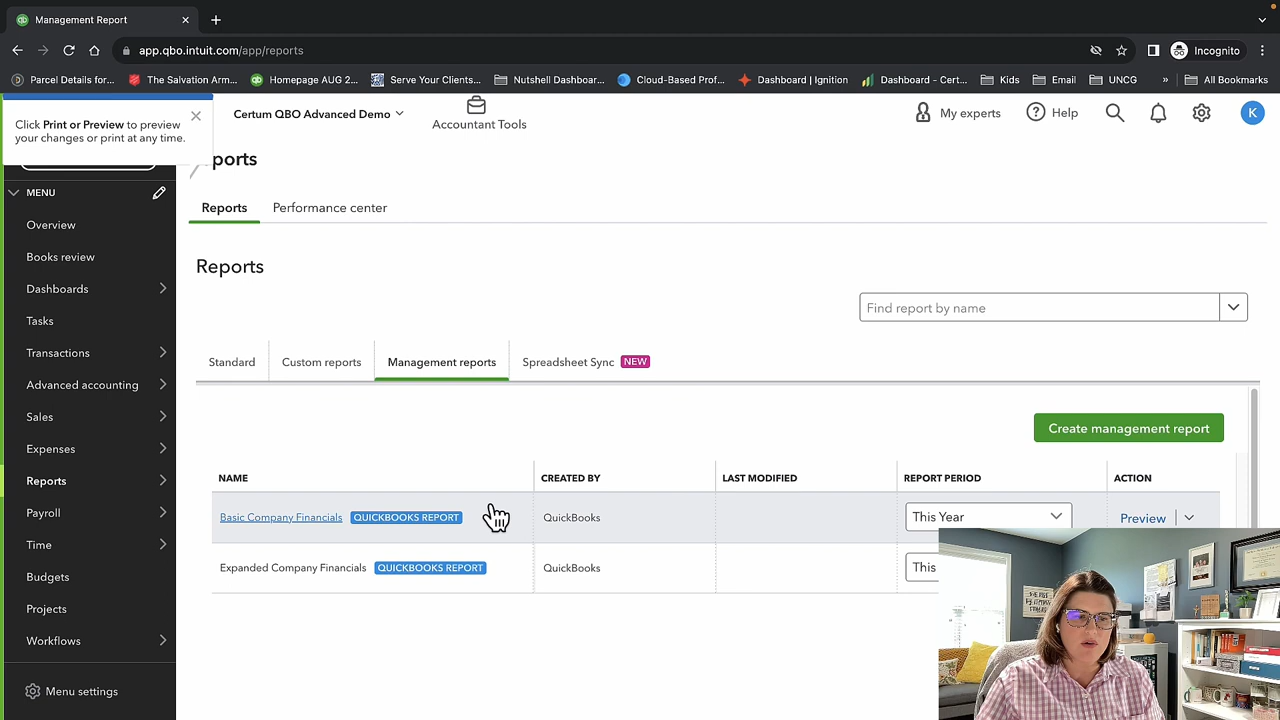 Management Report
app.qbo.intuit.com/app/reports
Incognito
Parcel Details for...
The Salvation Arm...
Homepage AUG 2...
Serve Your Clients...
Nutshell Dashboar...
Cloud-Based Prof...
Dashboard | Ignition
Dashboard - Cert...
Kids
Email
UNCG
»
All Bookmarks
Click Print or Preview to preview
your changes or print at any time.
Certum QBO Advanced Demo
Accountant Tools
My experts
Help
K
ports
MENU
Overview
Books review
Dashboards
Tasks
Transactions
Advanced accounting
Sales
Expenses
Reports
Payroll
Time
Budgets
Projects
Workflows
Menu settings
Reports
Performance center
Reports
Find report by name
Standard
Custom reports
Management reports
Spreadsheet Sync NEW
Create management report
NAME
CREATED BY
LAST MODIFIED
REPORT PERIOD
ACTION
Basic Company Financials QUICKBOOKS REPORT
QuickBooks
This Year
Preview
Expanded Company Financials QUICKBOOKS REPORT
QuickBooks
This